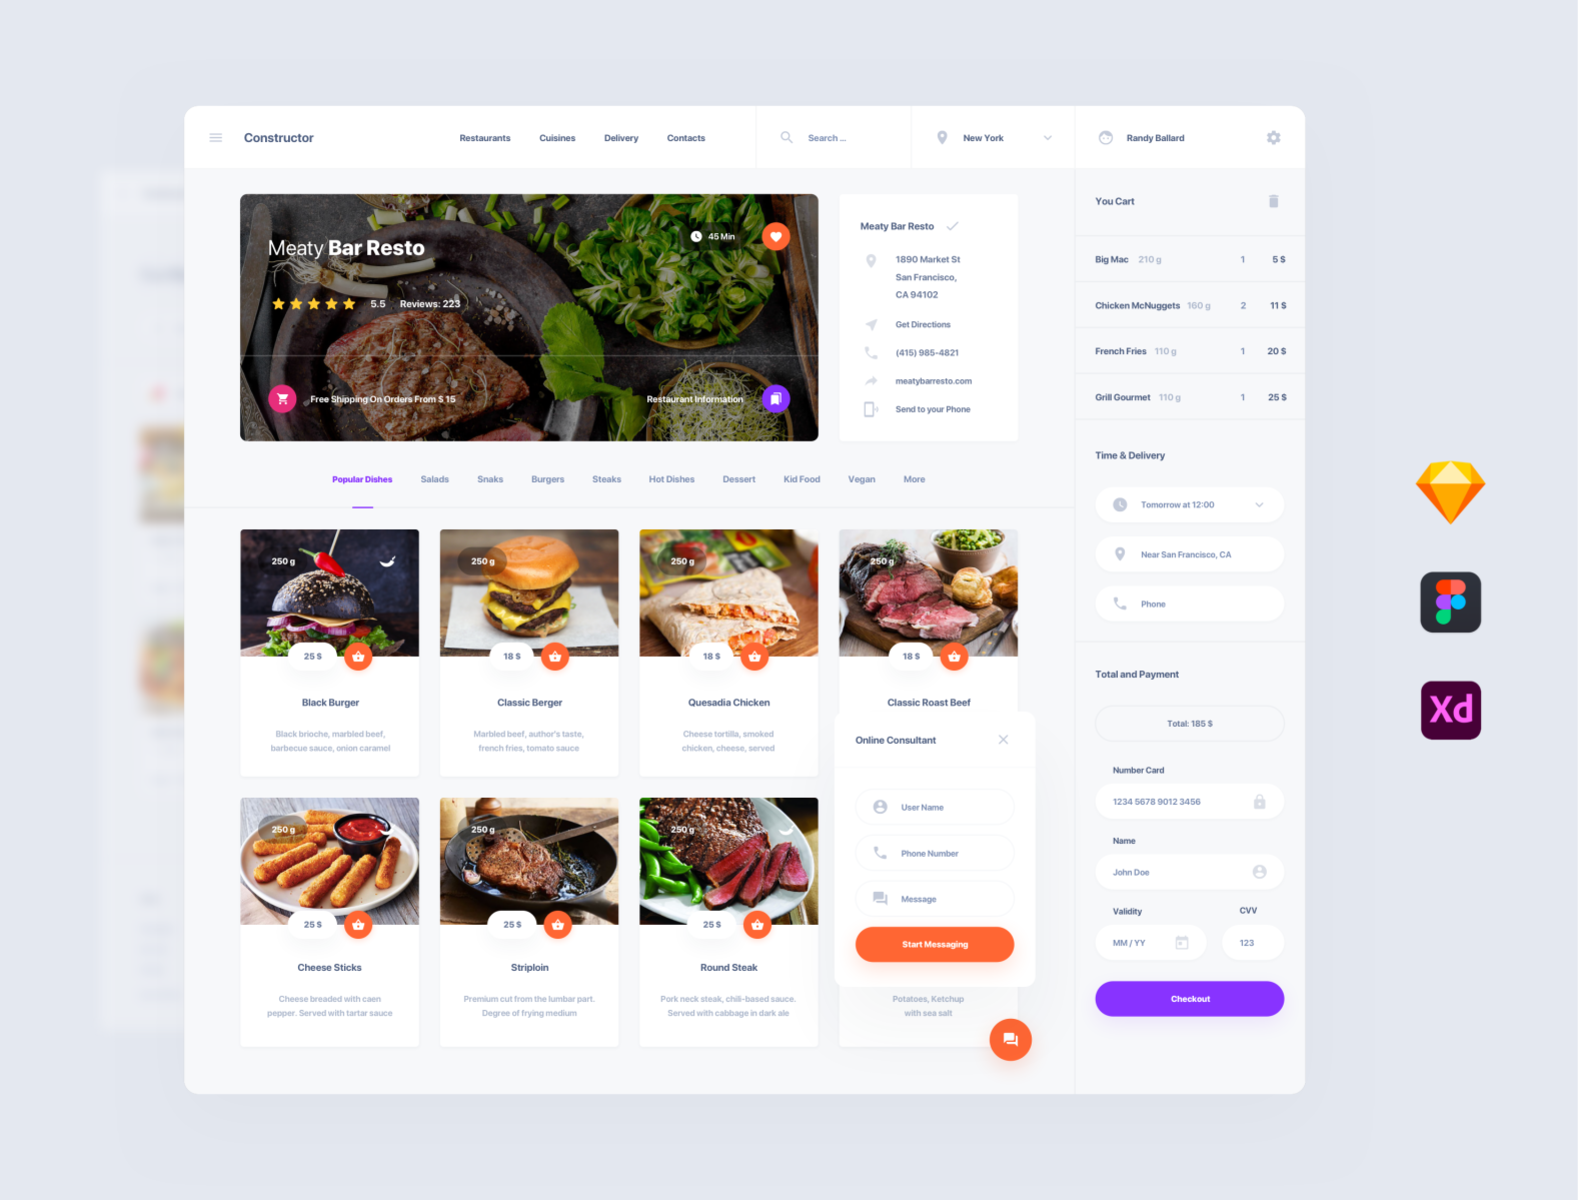 Constructor
Restaurants
Cuisines
Delivery
Contacts
Search ...
New York
Randy Ballard
Meaty Bar Resto
45 Min
5.5
Reviews: 223
Free Shipping On Orders From $ 15
Restaurant Information
Meaty Bar Resto
1890 Market St
San Francisco,
CA 94102
Get Directions
(415) 985-4821
meatybarresto.com
Send to your Phone
Popular Dishes
Salads
Snaks
Burgers
Steaks
Hot Dishes
Dessert
Kid Food
Vegan
More
250 g
25 $
Black Burger
Black brioche, marbled beef,
barbecue sauce, onion caramel
250 g
18 $
Classic Berger
Marbled beef, author's taste,
french fries, tomato sauce
250 g
18 $
Quesadia Chicken
Cheese tortilla, smoked
chicken, cheese, served
250 g
18 $
Classic Roast Beef
250 g
25 $
Cheese Sticks
Cheese breaded with caen
pepper. Served with tartar sauce
250 g
25 $
Striploin
Premium cut from the lumbar part.
Degree of frying medium
250 g
25 $
Round Steak
Pork neck steak, chili-based sauce.
Served with cabbage in dark ale
Potatoes, Ketchup
with sea salt
Online Consultant
User Name
Phone Number
Message
Start Messaging
You Cart
Big Mac 210 g 1 5 $
Chicken McNuggets 160 g 2 11 $
French Fries 110 g 1 20 $
Grill Gourmet 110 g 1 25 $
Time & Delivery
Tomorrow at 12:00
Near San Francisco, CA
Phone
Total and Payment
Total: 185 $
Number Card
1234 5678 9012 3456
Name
John Doe
Validity
CVV
MM / YY
123
Checkout
Xd